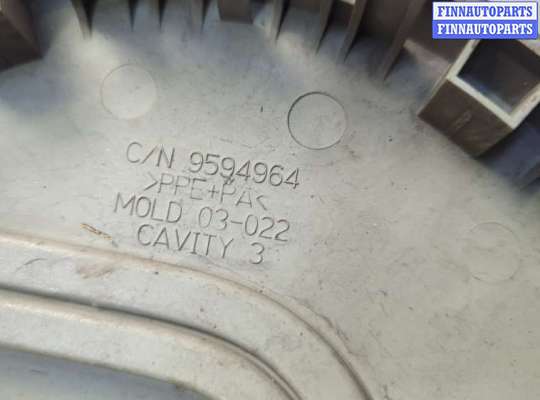 FINNAUTOPARTS
FINNAUTOPARTS
C/N 9594964
>PPE+PA<
MOLD 03-022
CAVITY 3